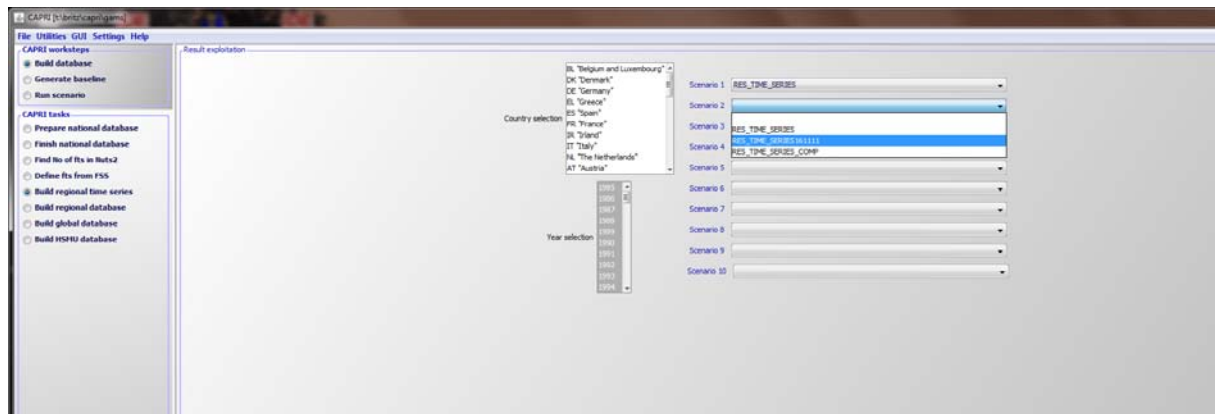 CAPRI [t:\britz\capri\gams]
File Utilities GUI Settings Help
CAPRI worksteps
Build database
Generate baseline
Run scenario
CAPRI tasks
Prepare national database
Finish national database
Find No of fts in Nuts2
Define fts from FSS
Build regional time series
Build regional database
Build global database
Build HSMU database
Result exploitation
Country selection
BL "Belgium and Luxembourg"
DK "Denmark"
DE "Germany"
EL "Greece"
ES "Spain"
FR "France"
IR "Irland"
IT "Italy"
NL "The Netherlands"
AT "Austria"
Year selection
1985
1986
1987
1988
1989
1990
1991
1992
1993
1994
Scenario 1 RES_TIME_SERIES
Scenario 2
RES_TIME_SERIES
RES_TIME_SERIES161111
RES_TIME_SERIES_COMP
Scenario 3
Scenario 4
Scenario 5
Scenario 6
Scenario 7
Scenario 8
Scenario 9
Scenario 10